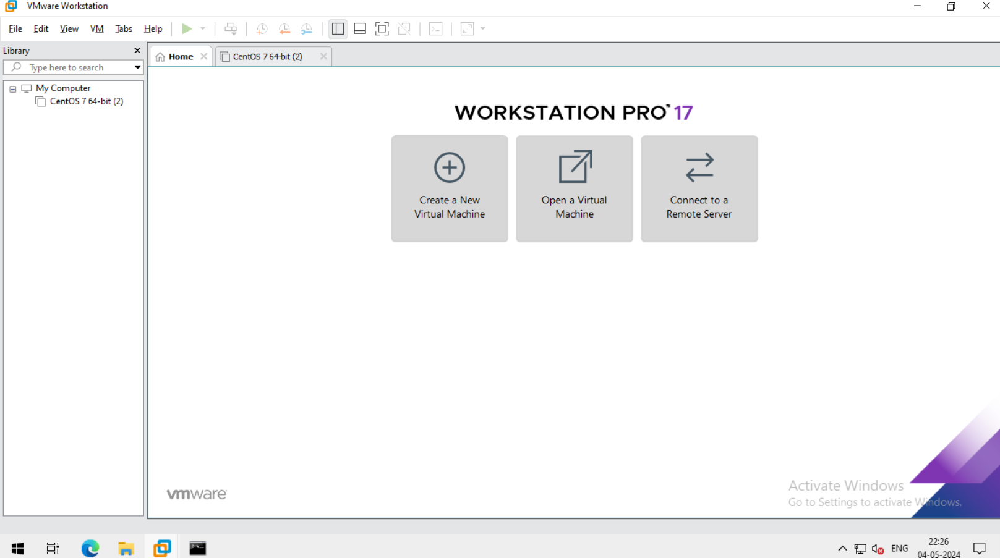 VMware Workstation
File Edit View VM Tabs Help
Library
Type here to search
My Computer
CentOS 7 64-bit (2)
Home
CentOS 7 64-bit (2)
WORKSTATION PRO™ 17
Create a New
Virtual Machine
Open a Virtual
Machine
Connect to a
Remote Server
vmware
Activate Windows
Go to Settings to activate Windows.
ENG
22:26
04-05-2024